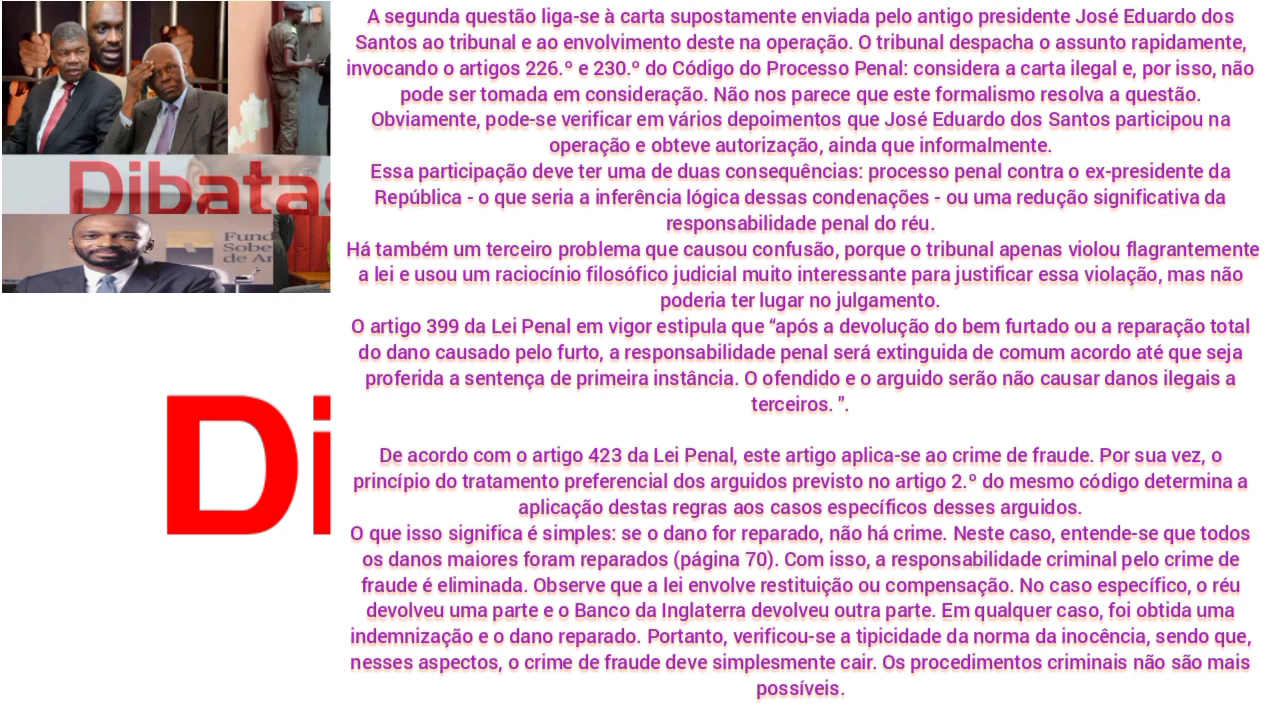 Dibata
Fund
Sobe
de An
Di
A segunda questão liga-se à carta supostamente enviada pelo antigo presidente José Eduardo dos
Santos ao tribunal e ao envolvimento deste na operação. O tribunal despacha o assunto rapidamente,
invocando o artigos 226.º e 230.º do Código do Processo Penal: considera a carta ilegal e, por isso, não
pode ser tomada em consideração. Não nos parece que este formalismo resolva a questão.
Obviamente, pode-se verificar em vários depoimentos que José Eduardo dos Santos participou na
operação e obteve autorização, ainda que informalmente.
Essa participação deve ter uma de duas consequências: processo penal contra o ex-presidente da
República - o que seria a inferência lógica dessas condenações - ou uma redução significativa da
responsabilidade penal do réu.
Há também um terceiro problema que causou confusão, porque o tribunal apenas violou flagrantemente
a lei e usou um raciocínio filosófico judicial muito interessante para justificar essa violação, mas não
poderia ter lugar no julgamento.
O artigo 399 da Lei Penal em vigor estipula que “após a devolução do bem furtado ou a reparação total
do dano causado pelo furto, a responsabilidade penal será extinguida de comum acordo até que seja
proferida a sentença de primeira instância. O ofendido e o arguido serão não causar danos ilegais a
terceiros. ”.
De acordo com o artigo 423 da Lei Penal, este artigo aplica-se ao crime de fraude. Por sua vez, o
princípio do tratamento preferencial dos arguidos previsto no artigo 2.º do mesmo código determina a
aplicação destas regras aos casos específicos desses arguidos.
O que isso significa é simples: se o dano for reparado, não há crime. Neste caso, entende-se que todos
os danos maiores foram reparados (página 70). Com isso, a responsabilidade criminal pelo crime de
fraude é eliminada. Observe que a lei envolve restituição ou compensação. No caso específico, o réu
devolveu uma parte e o Banco da Inglaterra devolveu outra parte. Em qualquer caso, foi obtida uma
indemnização e o dano reparado. Portanto, verificou-se a tipicidade da norma da inocência, sendo que,
nesses aspectos, o crime de fraude deve simplesmente cair. Os procedimentos criminais não são mais
possíveis.